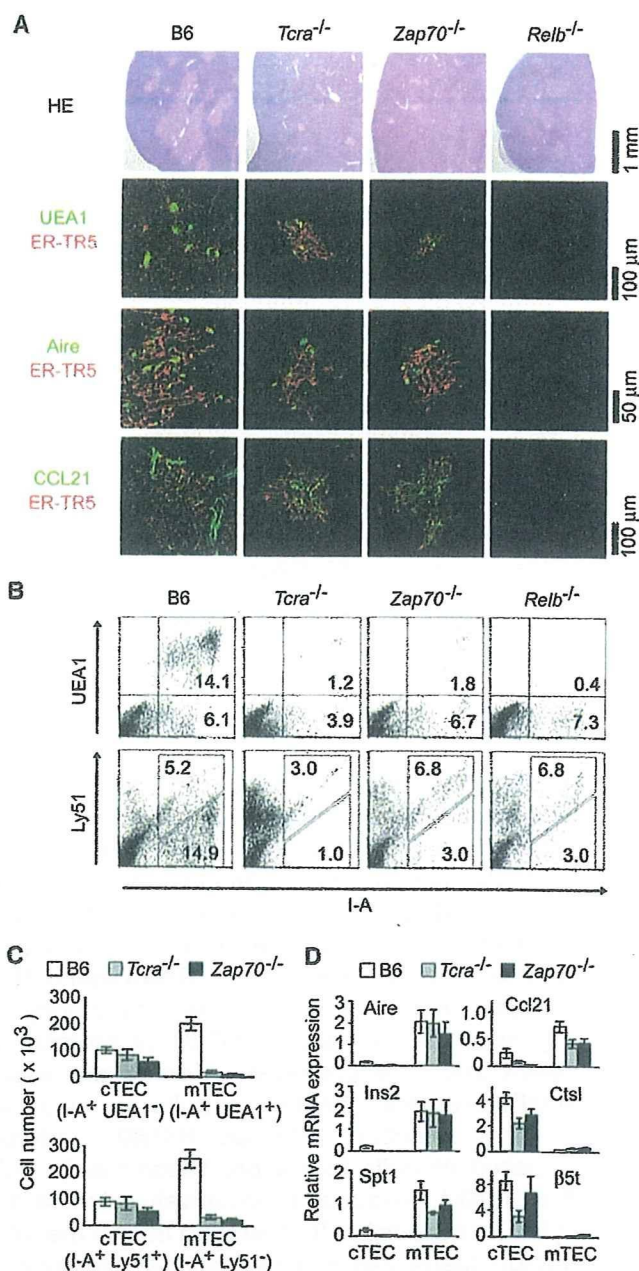 A
B6 Tcra-/- Zap70-/- Relb-/-
HE
1 mm
UEA1
ER-TR5
100 μm
Aire
ER-TR5
50 μm
CCL21
ER-TR5
100 μm
B
B6 Tcra-/- Zap70-/- Relb-/-
UEA1
14.1 1.2 1.8 0.4
6.1 3.9 6.7 7.3
Ly51
5.2 3.0 6.8 6.8
14.9 1.0 3.0 3.0
I-A
C
B6 Tcra-/- Zap70-/-
Cell number ( x 10³)
300
200
100
0
cTEC mTEC
(I-A+ UEA1-) (I-A+ UEA1+)
300
200
100
0
cTEC mTEC
(I-A+ Ly51+) (I-A+ Ly51-)
D
B6 Tcra-/- Zap70-/-
Relative mRNA expression
Aire
3
2
1
0
Ccl21
1.0
0.5
0
Ins2
3
2
1
0
Ctsl
4
2
0
Spt1
2
1
0
β5t
8
4
0
cTEC mTEC cTEC mTEC